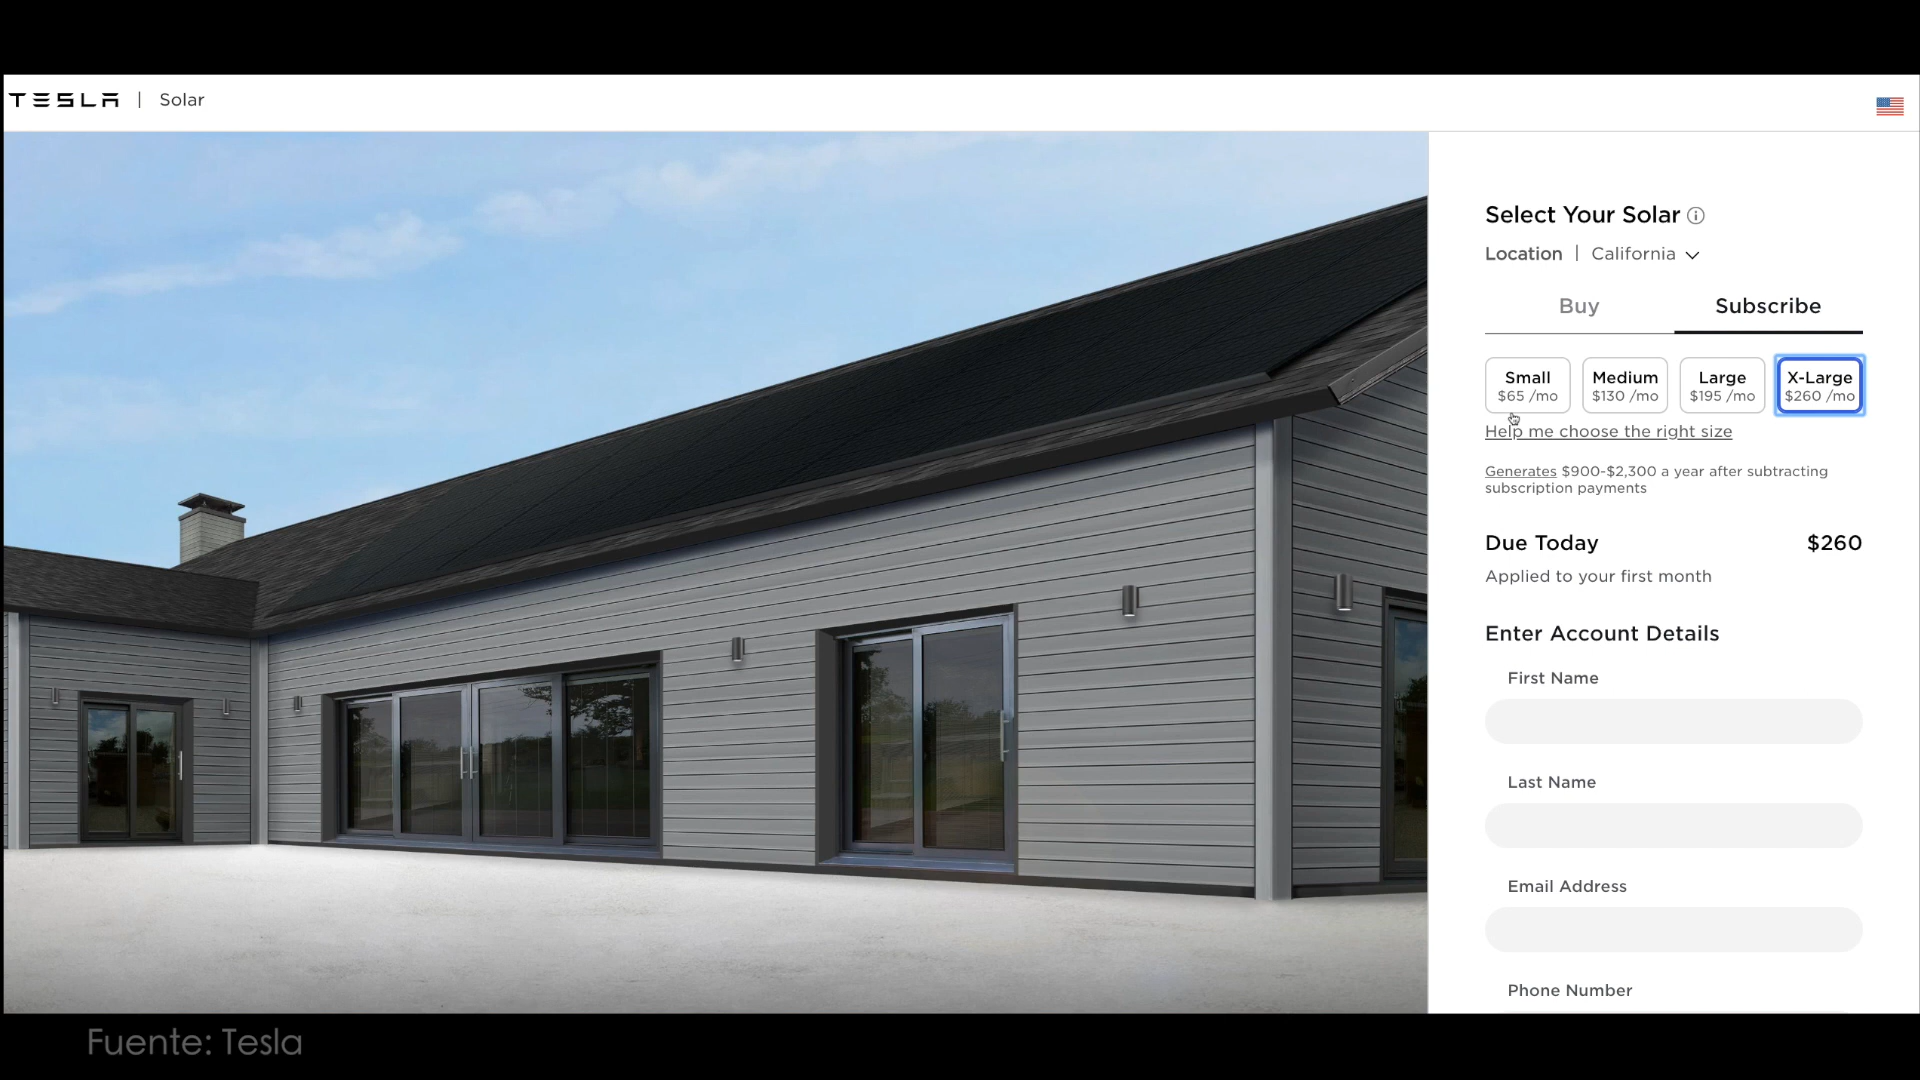 TESLA | Solar
Select Your Solar
Location | California
Buy Subscribe
Small Medium Large X-Large
$65 /mo $130 /mo $195 /mo $260 /mo
Help me choose the right size
Generates $900-$2,300 a year after subtracting
subscription payments
Due Today $260
Applied to your first month
Enter Account Details
First Name
Last Name
Email Address
Phone Number
Fuente: Tesla